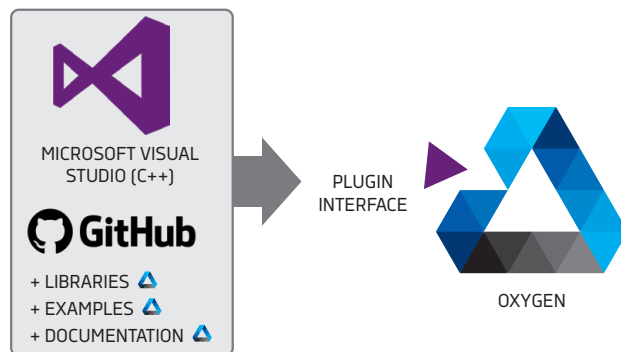 MICROSOFT VISUAL
STUDIO (C++)
GitHub
+ LIBRARIES
+ EXAMPLES
+ DOCUMENTATION
PLUGIN
INTERFACE
OXYGEN